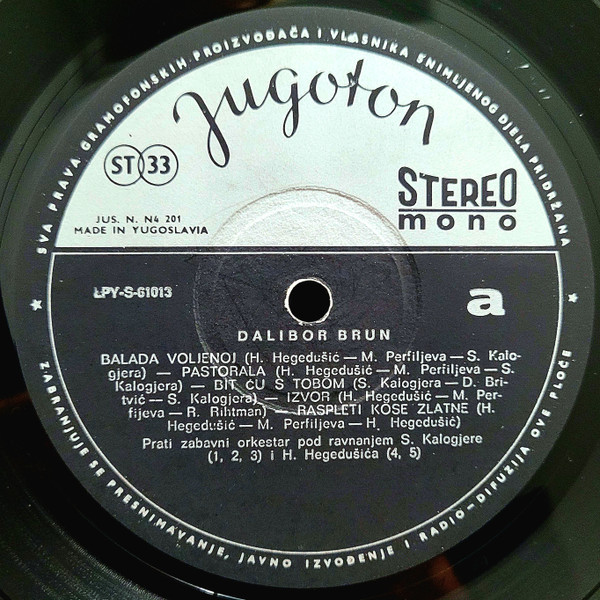 SVA PRAVA GRAMOFONSKIH PROIZVOĐAČA I VLASNIKA SNIMLJENOG DJELA PRIDRŽANA
Jugoton
ST 33
STEREO
mono
JUS. N. N4 201
MADE IN YUGOSLAVIA
LPY-S-61013
a
DALIBOR BRUN
BALADA VOLJENOJ (H. Hegedušić — M. Perfiljeva — S. Kalo-
gjera) — PASTORALA (H. Hegedušić — M. Perfiljeva — S.
Kalogjera) — BIT ĆU S TOBOM (S. Kalogjera — D. Bri-
tvić — S. Kalogjera) — IZVOR (H. Hegedušić — M. Per-
fijeva — R. Rihtman) — RASPLETI KOSE ZLATNE (H.
Hegedušić — M. Perfiljeva — H. Hegedušić)
Prati zabavni orkestar pod ravnanjem S. Kalogjere
(1, 2, 3) i H. Hegedušića (4, 5)
ZABRANJUJE SE PRESNIMAVANJE, JAVNO IZVOĐENJE I RADIO-DIFUZIJA OVE PLOČE